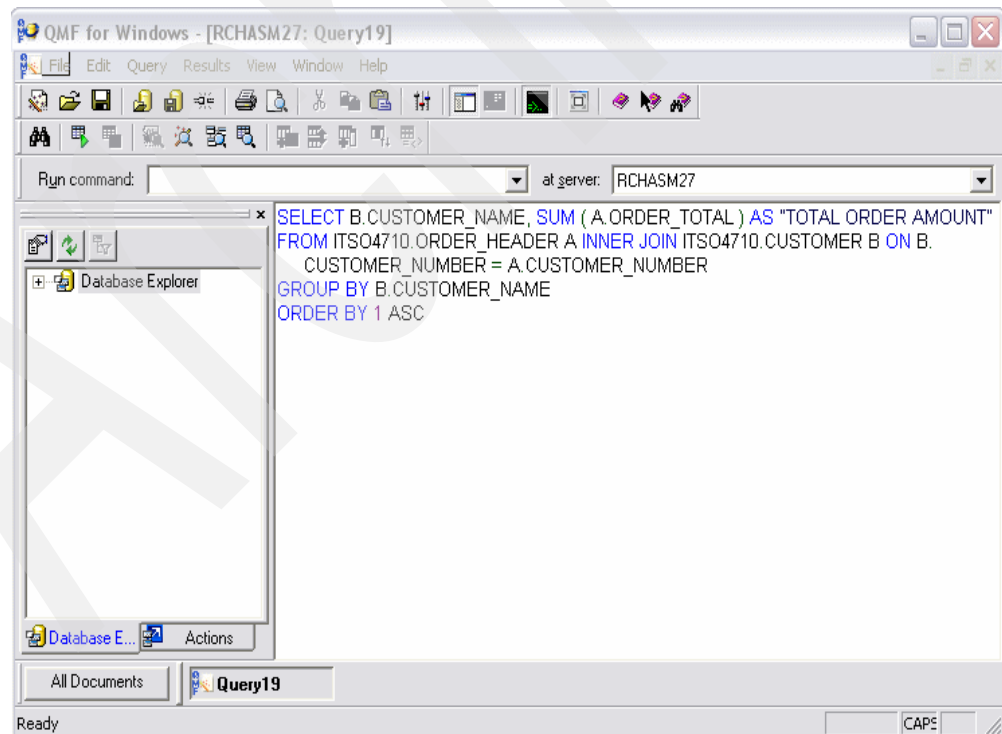 QMF for Windows - [RCHASM27: Query19]
File Edit Query Results View Window Help
Run command: at server: RCHASM27
SELECT B.CUSTOMER_NAME, SUM ( A.ORDER_TOTAL ) AS "TOTAL ORDER AMOUNT"
FROM ITSO4710.ORDER_HEADER A INNER JOIN ITSO4710.CUSTOMER B ON B.
CUSTOMER_NUMBER = A.CUSTOMER_NUMBER
GROUP BY B.CUSTOMER_NAME
ORDER BY 1 ASC
Database Explorer
Database E... Actions
All Documents Query19
Ready CAPS